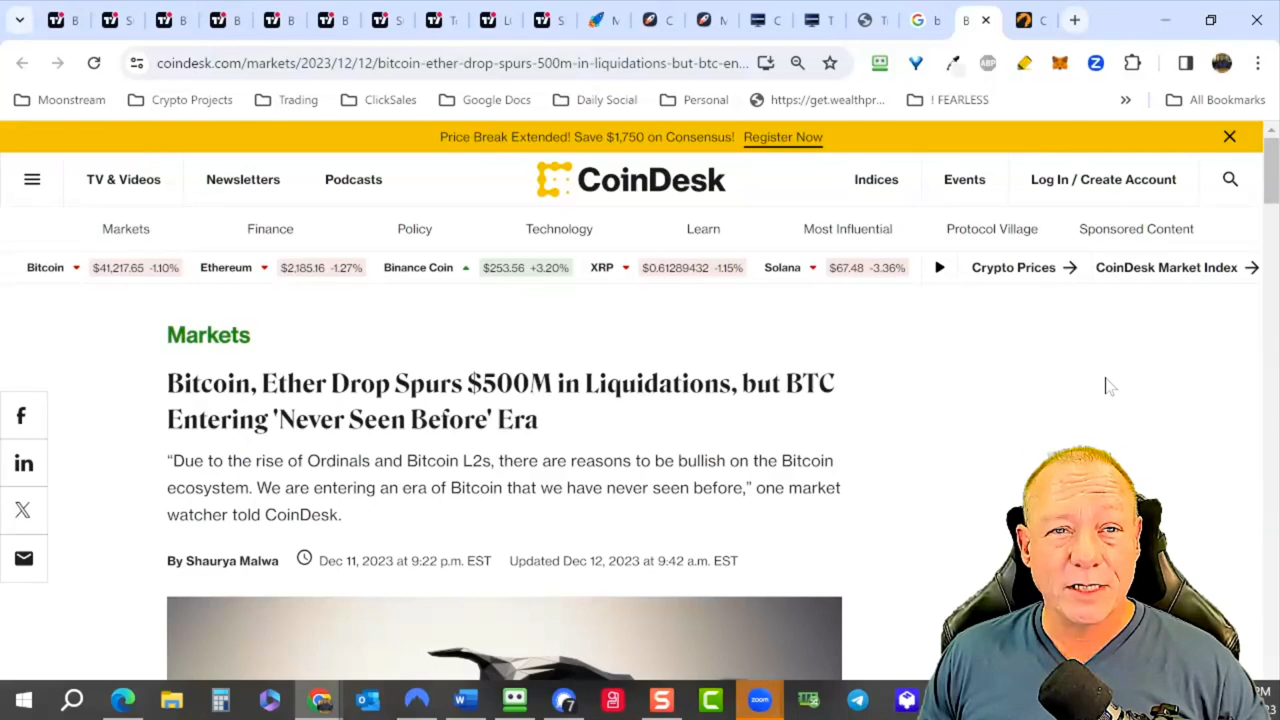 B
S
B
B
B
B
S
T
L
S
M
C
M
C
T
T
b
B
C
coindesk.com/markets/2023/12/12/bitcoin-ether-drop-spurs-500m-in-liquidations-but-btc-en...
ABP
Moonstream
Crypto Projects
Trading
ClickSales
Google Docs
Daily Social
Personal
https://get.wealthpr...
! FEARLESS
»
All Bookmarks
Price Break Extended! Save $1,750 on Consensus! Register Now
TV & Videos
Newsletters
Podcasts
CoinDesk
Indices
Events
Log In / Create Account
Markets
Finance
Policy
Technology
Learn
Most Influential
Protocol Village
Sponsored Content
Bitcoin $41,217.65 -1.10%
Ethereum $2,185.16 -1.27%
Binance Coin $253.56 +3.20%
XRP $0.61289432 -1.15%
Solana $67.48 -3.36%
Crypto Prices
CoinDesk Market Index
Markets
Bitcoin, Ether Drop Spurs $500M in Liquidations, but BTC
Entering 'Never Seen Before' Era
“Due to the rise of Ordinals and Bitcoin L2s, there are reasons to be bullish on the Bitcoin
ecosystem. We are entering an era of Bitcoin that we have never seen before,” one market
watcher told CoinDesk.
By Shaurya Malwa
Dec 11, 2023 at 9:22 p.m. EST
Updated Dec 12, 2023 at 9:42 a.m. EST
zoom